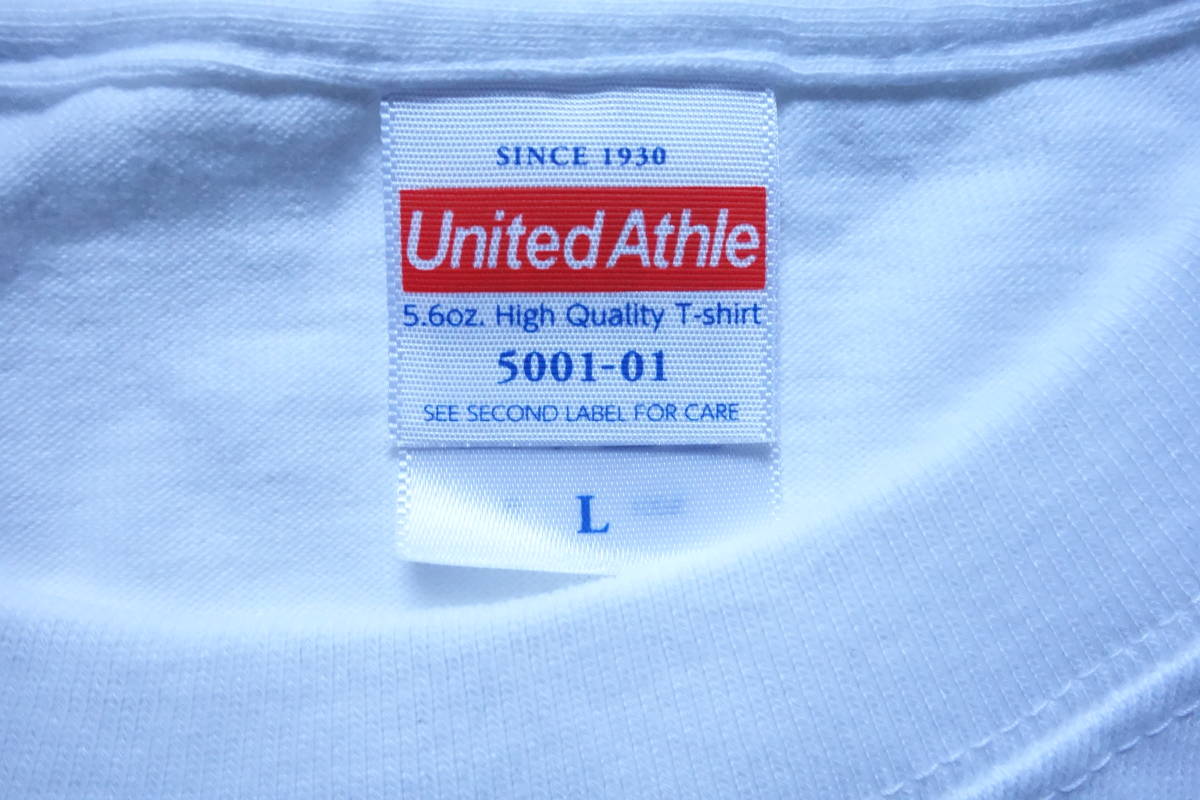 SINCE 1930
United Athle
5.6oz. High Quality T-shirt
5001-01
SEE SECOND LABEL FOR CARE
L